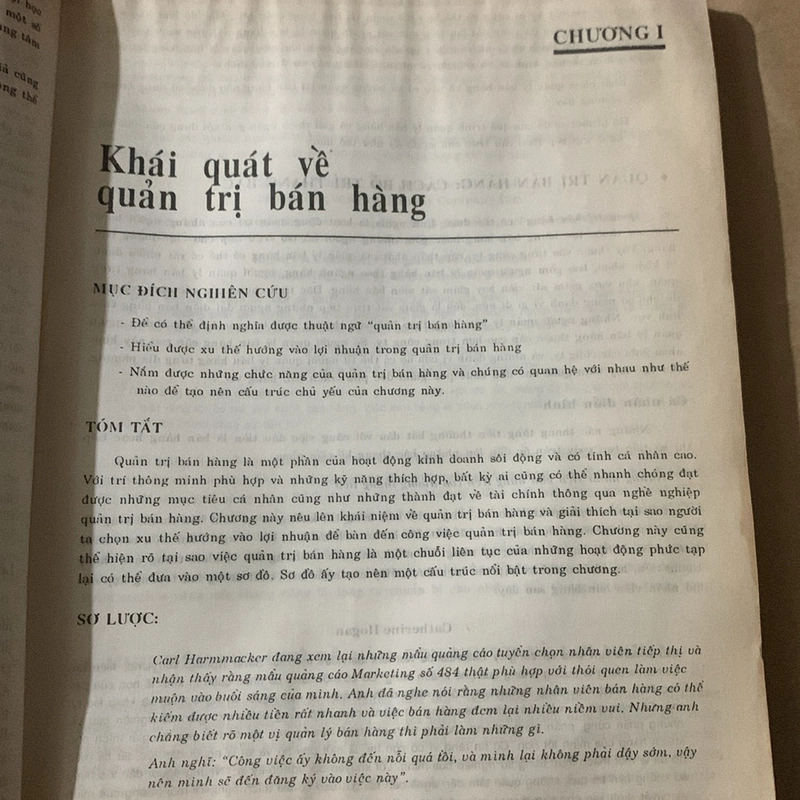 CHƯƠNG I
Khái quát về
quản trị bán hàng
MỤC ĐÍCH NGHIÊN CỨU
- Để có thể định nghĩa được thuật ngữ "quản trị bán hàng"
- Hiểu được xu thế hướng vào lợi nhuận trong quản trị bán hàng
- Nắm được những chức năng của quản trị bán hàng và chúng có quan hệ với nhau như thế
nào để tạo nên cấu trúc chủ yếu của chương này.
TÓM TẮT
Quản trị bán hàng là một phần của hoạt động kinh doanh sôi động và có tính cá nhân cao.
Với trí thông minh phù hợp và những kỹ năng thích hợp, bất kỳ ai cũng có thể nhanh chóng đạt
được những mục tiêu cá nhân cũng như những thành đạt về tài chính thông qua nghề nghiệp
quản trị bán hàng. Chương này nêu lên khái niệm về quản trị bán hàng và giải thích tại sao người
ta chọn xu thế hướng vào lợi nhuận để bàn đến công việc quản trị bán hàng. Chương này cũng
thể hiện rõ tại sao việc quản trị bán hàng là một chuỗi liên tục của những hoạt động phức tạp
lại có thể đưa vào một sơ đồ. Sơ đồ ấy tạo nên một cấu trúc nổi bật trong chương.
SƠ LƯỢC:
Carl Harmmacker đang xem lại những mẩu quảng cáo tuyển chọn nhân viên tiếp thị và
nhận thấy rằng mẩu quảng cáo Marketing số 484 thật phù hợp với thói quen làm việc
muộn vào buổi sáng của mình. Anh đã nghe nói rằng những nhân viên bán hàng có thể
kiếm được nhiều tiền rất nhanh và việc bán hàng đem lại nhiều niềm vui. Nhưng anh
chẳng biết rõ một vị quản lý bán hàng thì phải làm những gì.
Anh nghĩ: "Công việc ấy không đến nỗi quá tồi, và mình lại không phải dậy sớm, vậy
nên mình sẽ đến đăng ký vào việc này".